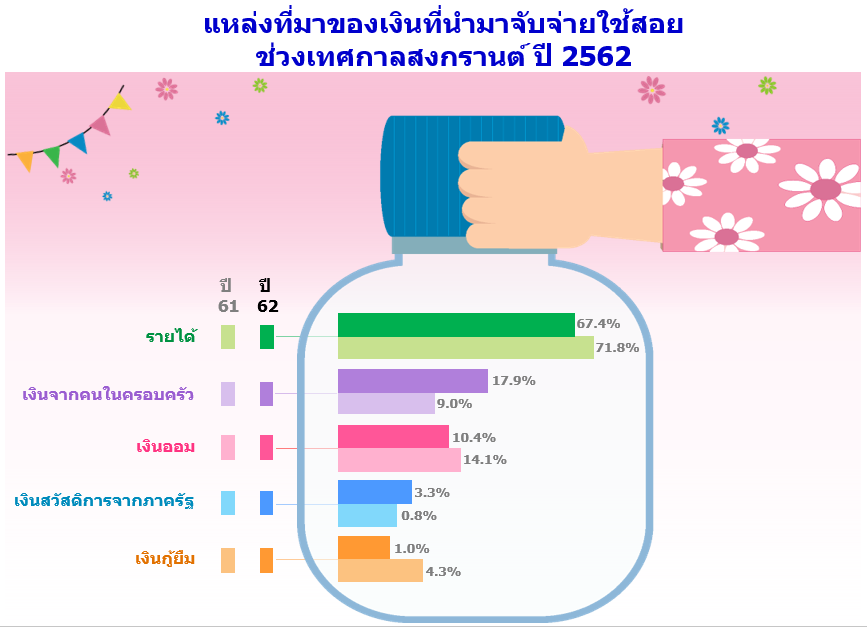 แหล่งที่มาของเงินที่นำมาจับจ่ายใช้สอย
ช่วงเทศกาลสงกรานต์ ปี 2562
ปี ปี
61 62
รายได้
67.4%
71.8%
เงินจากคนในครอบครัว
17.9%
9.0%
เงินออม
10.4%
14.1%
เงินสวัสดิการจากภาครัฐ
3.3%
0.8%
เงินกู้ยืม
1.0%
4.3%